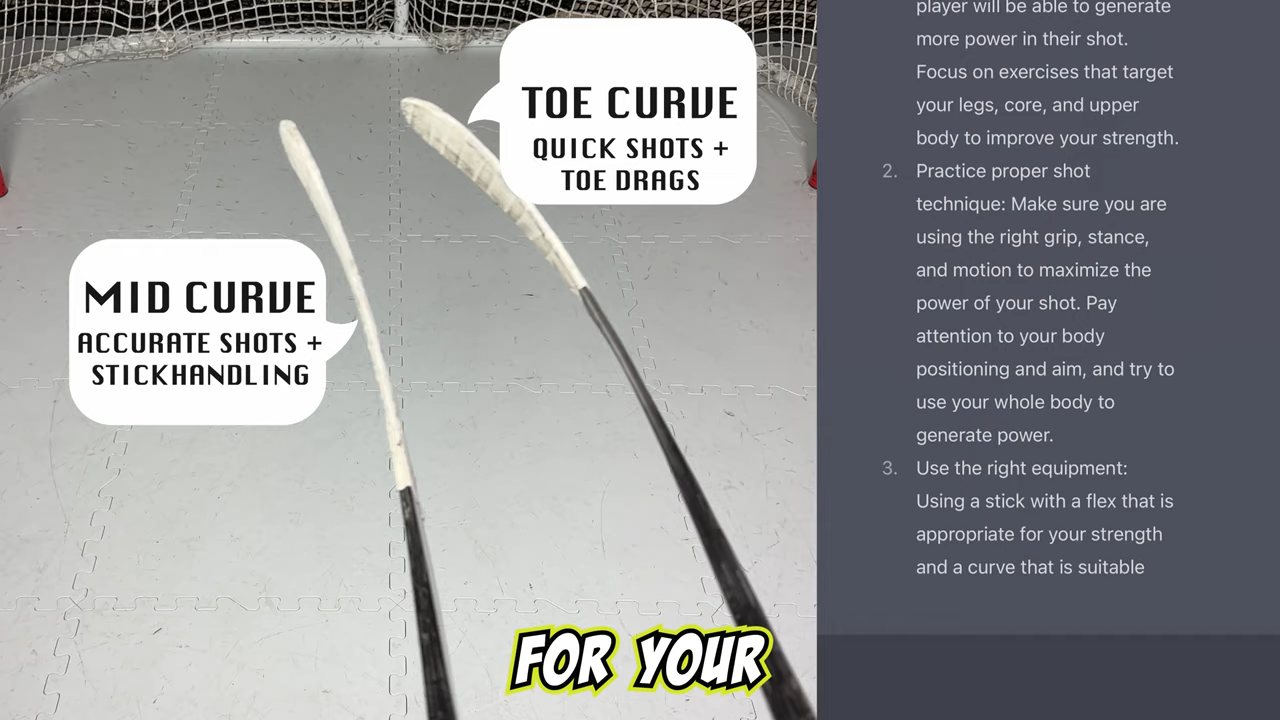 TOE CURVE
QUICK SHOTS +
TOE DRAGS
MID CURVE
ACCURATE SHOTS +
STICKHANDLING
FOR YOUR
player will be able to generate
more power in their shot.
Focus on exercises that target
your legs, core, and upper
body to improve your strength.
2. Practice proper shot
technique: Make sure you are
using the right grip, stance,
and motion to maximize the
power of your shot. Pay
attention to your body
positioning and aim, and try to
use your whole body to
generate power.
3. Use the right equipment:
Using a stick with a flex that is
appropriate for your strength
and a curve that is suitable